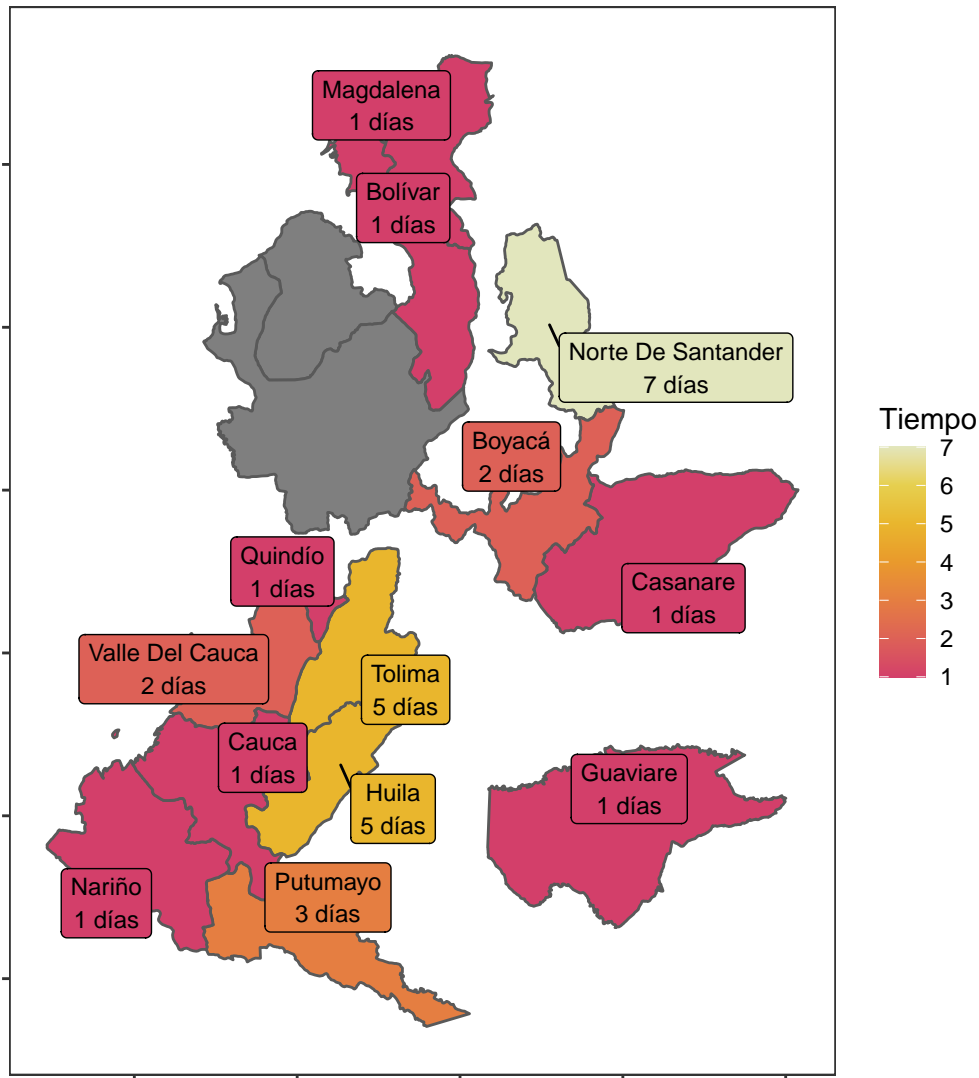 Magdalena
1 días
Bolívar
1 días
Norte De Santander
7 días
Boyacá
2 días
Quindío
1 días
Casanare
1 días
Valle Del Cauca
2 días
Tolima
5 días
Cauca
1 días
Huila
5 días
Guaviare
1 días
Nariño
1 días
Putumayo
3 días
Tiempo
7
6
5
4
3
2
1